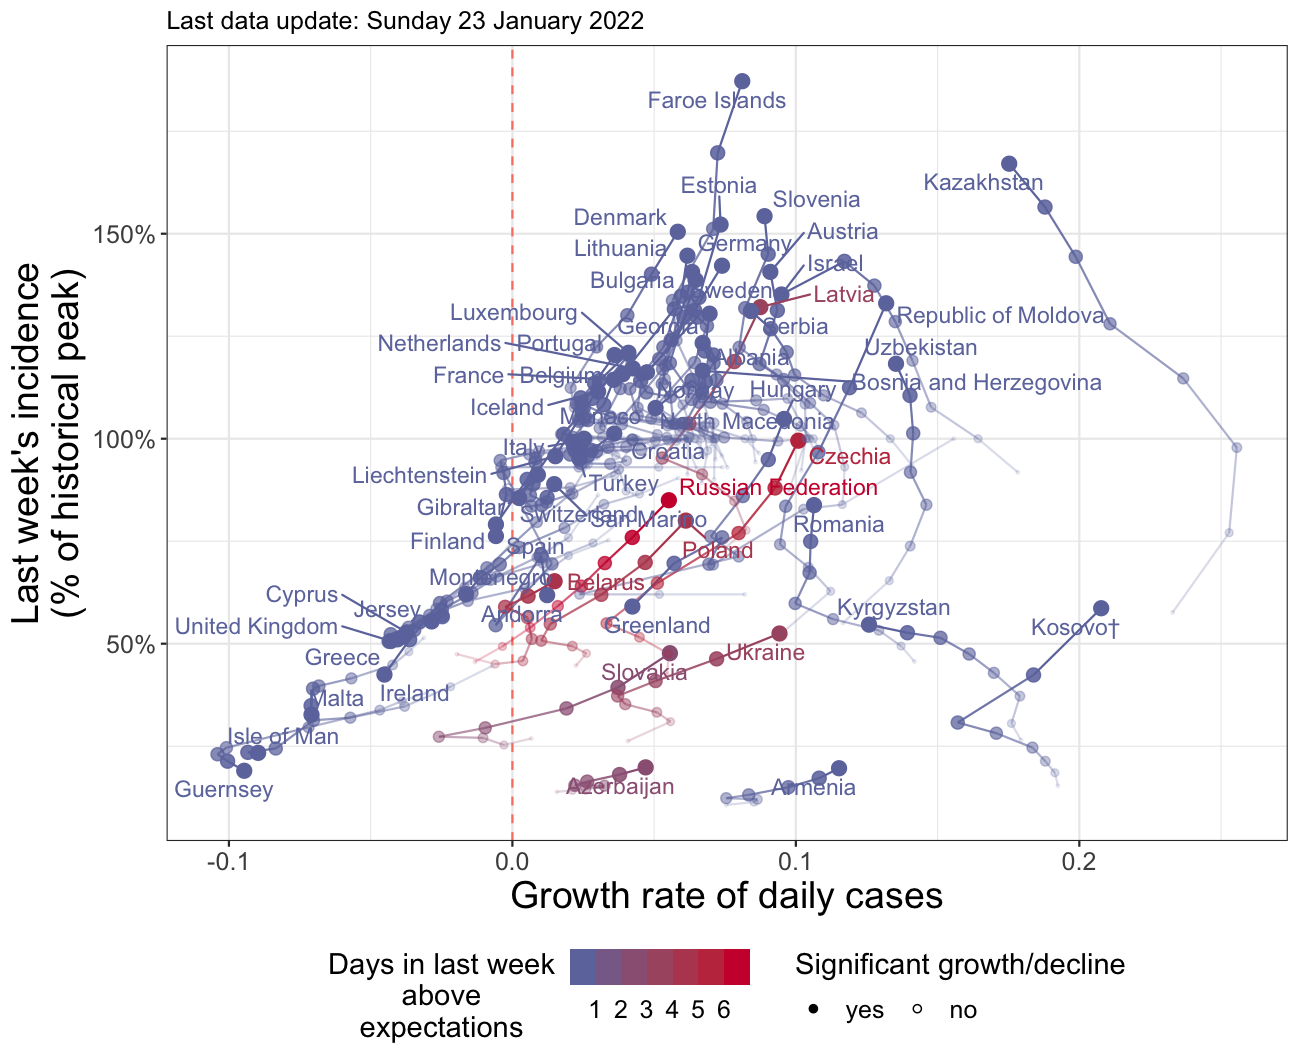 Last data update: Sunday 23 January 2022
Last week's incidence
(% of historical peak)
150%
100%
50%
Faroe Islands
Kazakhstan
Estonia
Slovenia
Denmark
Austria
Lithuania
Germany
Israel
Bulgaria
Sweden
Latvia
Luxembourg
Georgia
Serbia
Republic of Moldova
Netherlands
Portugal
Albania
Uzbekistan
France
Belgium
Norway
Hungary
Bosnia and Herzegovina
Iceland
Monaco
North Macedonia
Italy
Croatia
Czechia
Liechtenstein
Turkey
Russian Federation
Gibraltar
Switzerland
San Marino
Romania
Finland
Spain
Poland
Montenegro
Belarus
Cyprus
Jersey
Andorra
Greenland
Kyrgyzstan
United Kingdom
Kosovo†
Greece
Ukraine
Slovakia
Malta
Ireland
Isle of Man
Guernsey
Azerbaijan
Armenia
-0.1 0.0 0.1 0.2
Growth rate of daily cases
Days in last week
above
expectations
1 2 3 4 5 6
Significant growth/decline
yes no